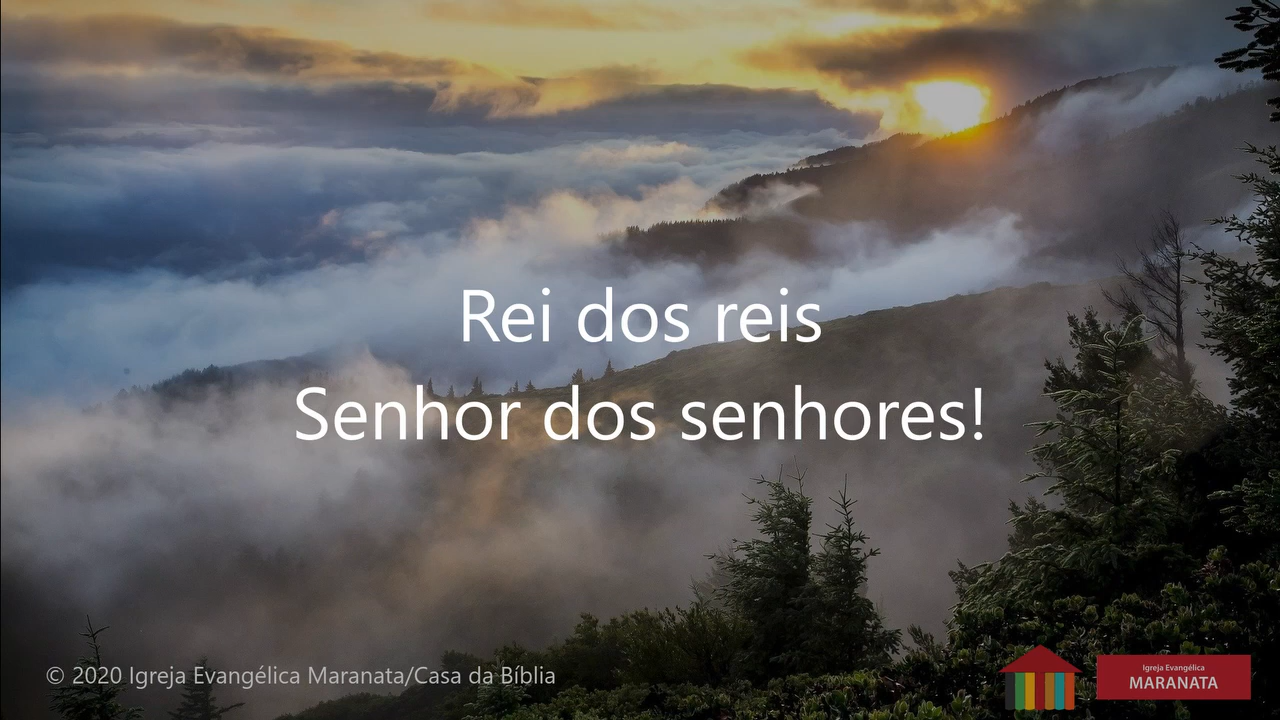 Rei dos reis
Senhor dos senhores!
© 2020 Igreja Evangélica Maranata/Casa da Bíblia
Igreja Evangélica
MARANATA